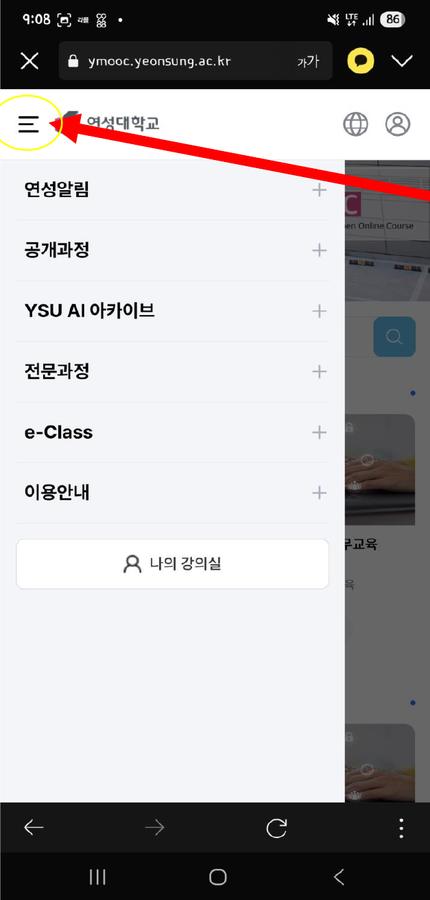 9:08
LTE
86
ymooc.yeonsung.ac.kr
가가
연성대학교
연성알림
C
en Online Course
공개과정
YSU AI 아카이브
전문과정
e-Class
이용안내
무교육
육
나의 강의실